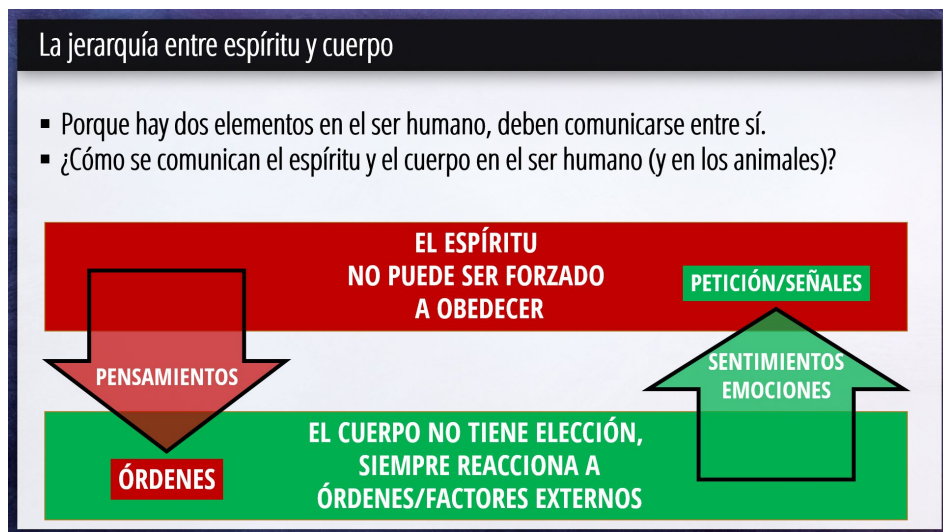 La jerarquía entre espíritu y cuerpo
▪ Porque hay dos elementos en el ser humano, deben comunicarse entre sí.
▪ ¿Cómo se comunican el espíritu y el cuerpo en el ser humano (y en los animales)?
EL ESPÍRITU
NO PUEDE SER FORZADO
A OBEDECER
PETICIÓN/SEÑALES
PENSAMIENTOS
SENTIMIENTOS
EMOCIONES
ÓRDENES
EL CUERPO NO TIENE ELECCIÓN,
SIEMPRE REACCIONA A
ÓRDENES/FACTORES EXTERNOS